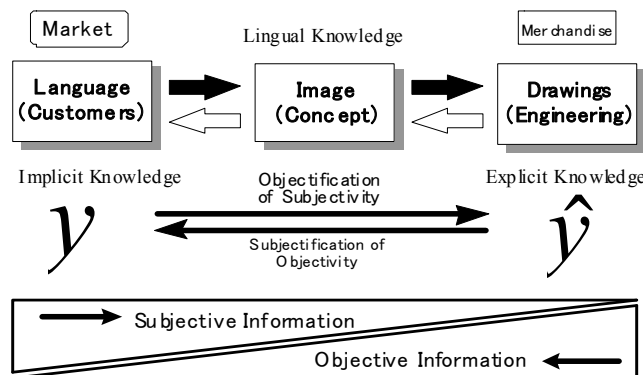 Market
Lingual Knowledge
Merchandise
Language
(Customers)
Image
(Concept)
Drawings
(Engineering)
Implicit Knowledge
Explicit Knowledge
Objectification
of Subjectivity
y
ŷ
Subjectification of
Objectivity
Subjective Information
Objective Information